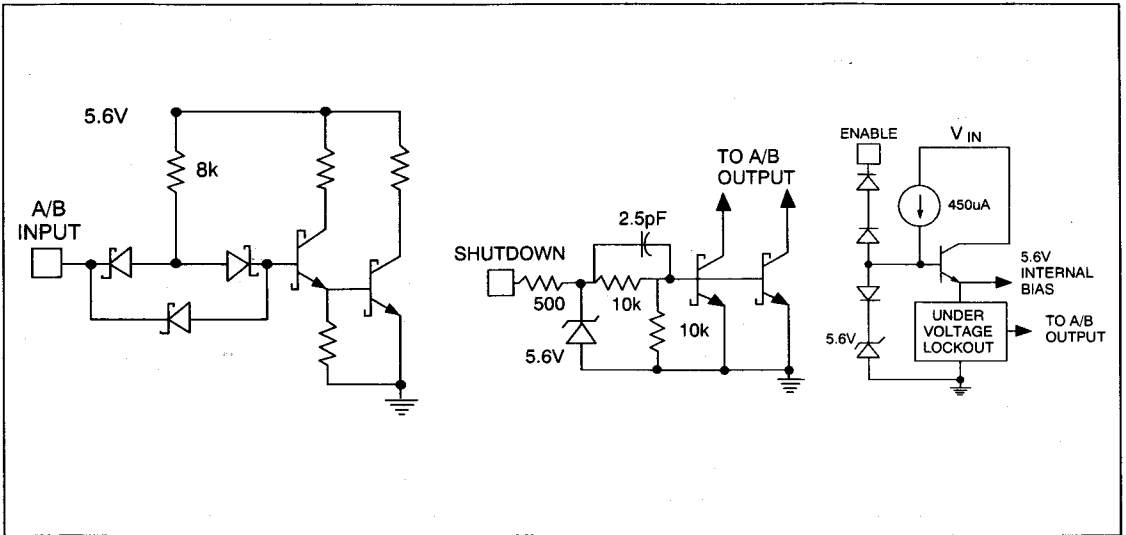 5.6V
8k
A/B
INPUT
TO A/B
OUTPUT
2.5pF
SHUTDOWN
500
10k
10k
5.6V
ENABLE
V IN
450uA
5.6V
INTERNAL
BIAS
5.6V
UNDER
VOLTAGE
LOCKOUT
TO A/B
OUTPUT